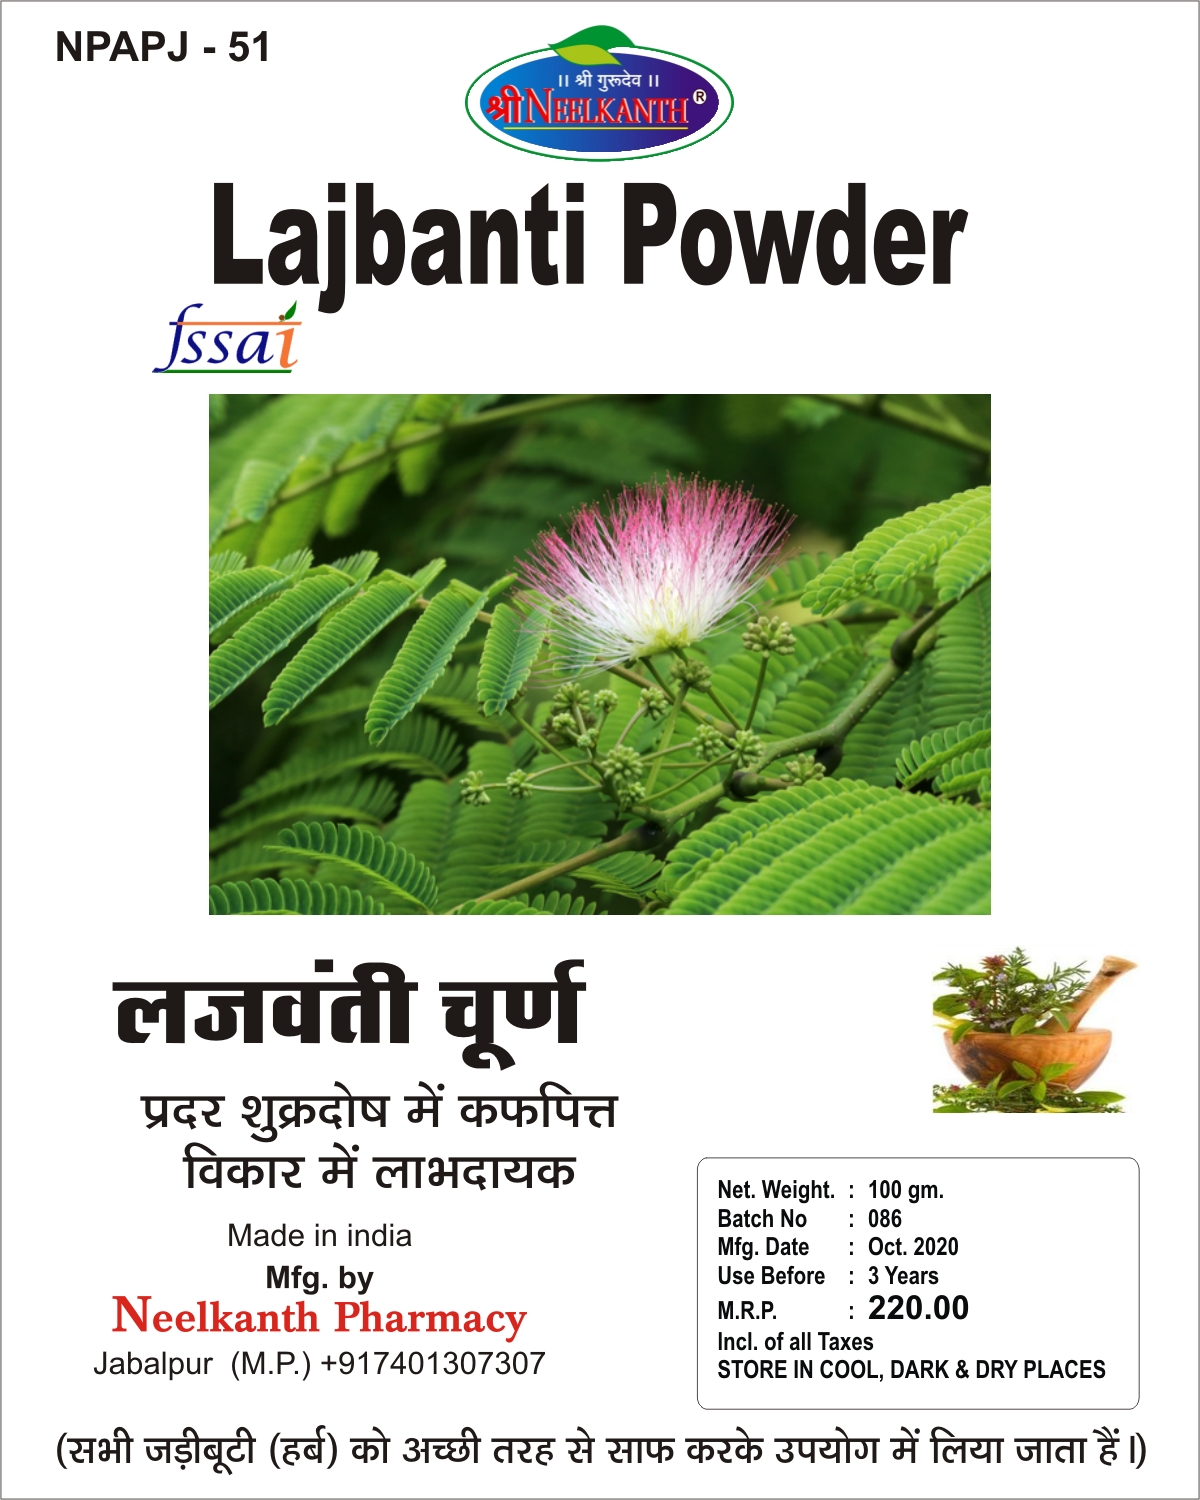 NPAPJ - 51
।। श्री गुरूदेव ।।
श्री NEELKANTH ®
Lajbanti Powder
fssai
लजवंती चूर्ण
प्रदर शुक्रदोष में कफपित्त
विकार में लाभदायक
Made in india
Mfg. by
Neelkanth Pharmacy
Jabalpur (M.P.) +917401307307
Net. Weight. : 100 gm.
Batch No : 086
Mfg. Date : Oct. 2020
Use Before : 3 Years
M.R.P. : 220.00
Incl. of all Taxes
STORE IN COOL, DARK & DRY PLACES
(सभी जड़ीबूटी (हर्ब) को अच्छी तरह से साफ करके उपयोग में लिया जाता हैं।)